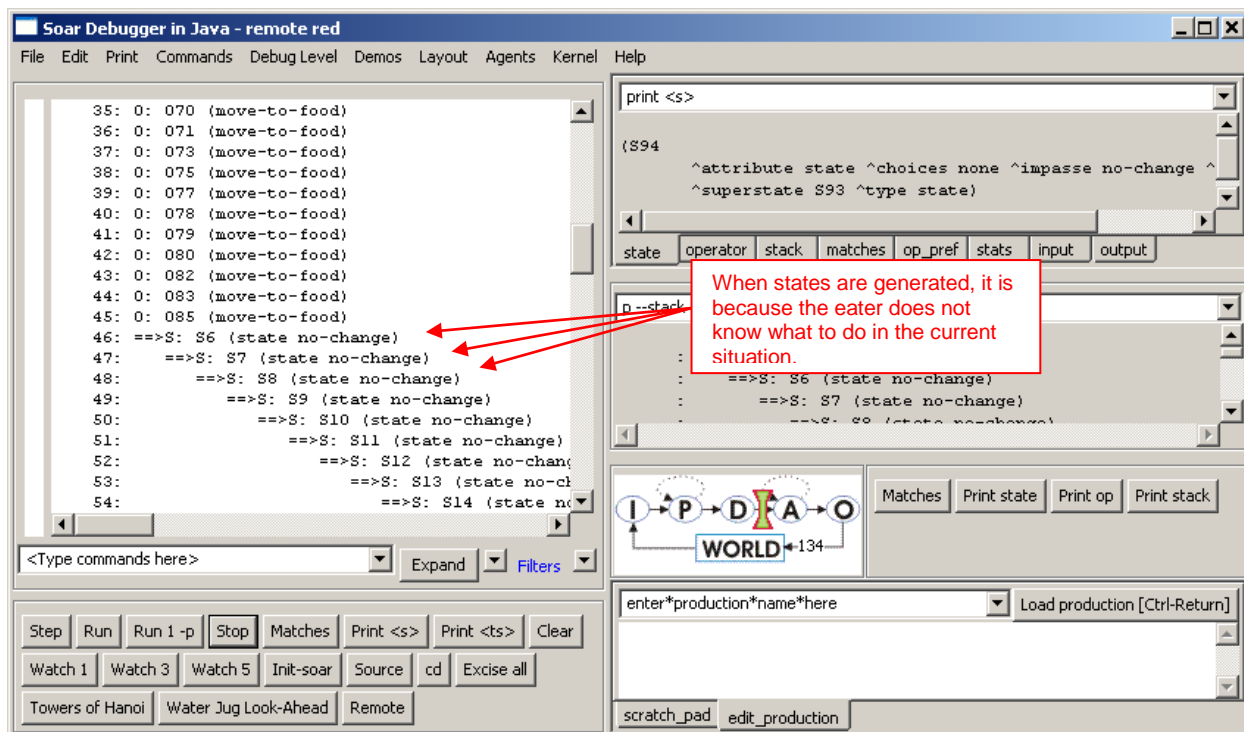 Soar Debugger in Java - remote red
File Edit Print Commands Debug Level Demos Layout Agents Kernel Help
35: O: O70 (move-to-food)
36: O: O71 (move-to-food)
37: O: O73 (move-to-food)
38: O: O75 (move-to-food)
39: O: O77 (move-to-food)
40: O: O78 (move-to-food)
41: O: O79 (move-to-food)
42: O: O80 (move-to-food)
43: O: O82 (move-to-food)
44: O: O83 (move-to-food)
45: O: O85 (move-to-food)
46: ==>S: S6 (state no-change)
47: ==>S: S7 (state no-change)
48: ==>S: S8 (state no-change)
49: ==>S: S9 (state no-change)
50: ==>S: S10 (state no-change)
51: ==>S: S11 (state no-change)
52: ==>S: S12 (state no-chang
53: ==>S: S13 (state no-ch
54: ==>S: S14 (state no
<Type commands here>
Expand
Filters
Step Run Run 1 -p Stop Matches Print <s> Print <ts> Clear
Watch 1 Watch 3 Watch 5 Init-soar Source cd Excise all
Towers of Hanoi Water Jug Look-Ahead Remote
print <s>
(S94
^attribute state ^choices none ^impasse no-change ^
^superstate S93 ^type state)
state operator stack matches op_pref stats input output
When states are generated, it is
because the eater does not
know what to do in the current
situation.
p --stack
: ==>S: S6 (state no-change)
: ==>S: S7 (state no-change)
: ==>S: S8 (state no-change)
I P D A O
WORLD 134
Matches Print state Print op Print stack
enter*production*name*here
Load production [Ctrl-Return]
scratch_pad edit_production